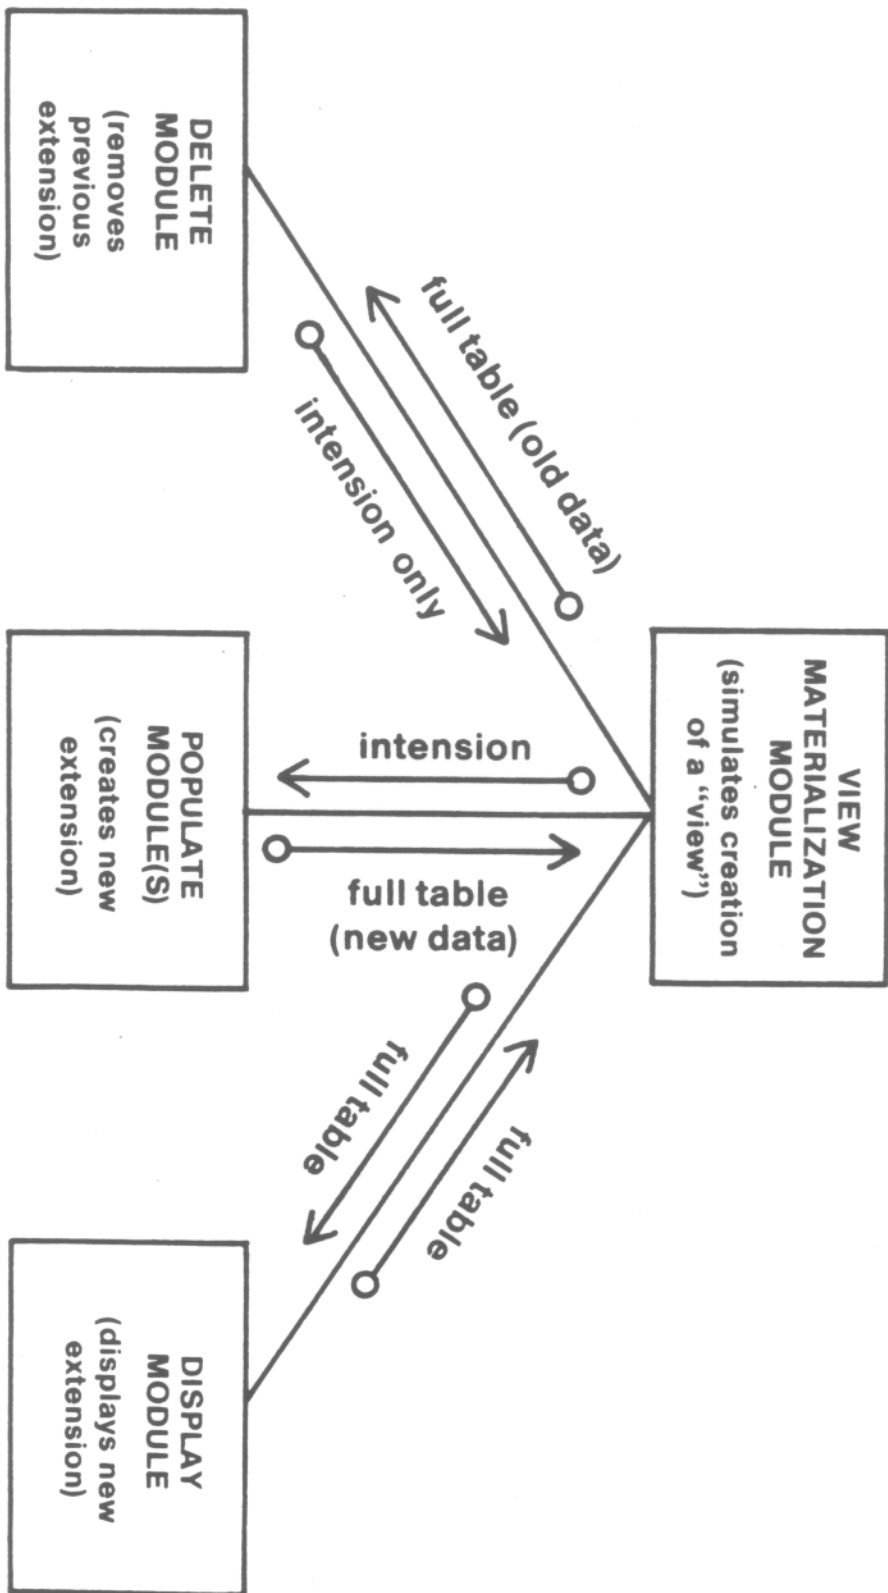 VIEW
MATERIALIZATION
MODULE
(simulates creation
of a “view”)
full table (old data)
intension only
intension
full table
(new data)
full table
full table
DELETE
MODULE
(removes
previous
extension)
POPULATE
MODULE(S)
(creates new
extension)
DISPLAY
MODULE
(displays new
extension)